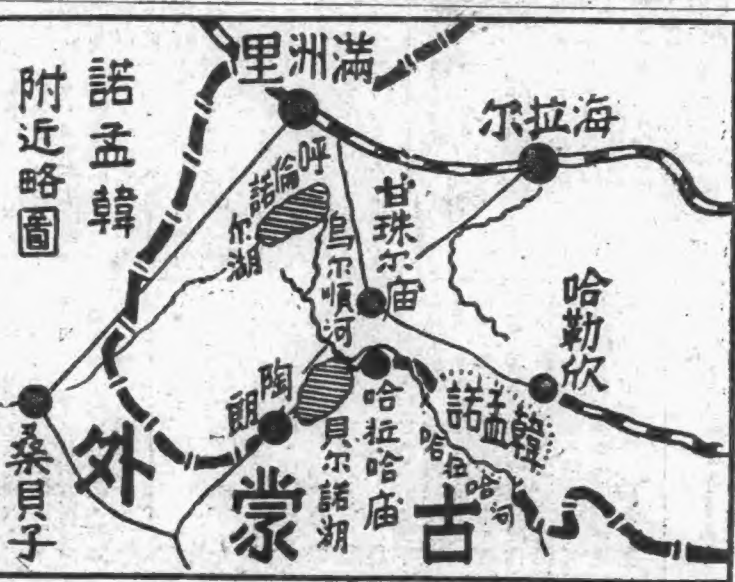 諾孟韓
附近略圖
滿洲里
海拉尔
呼倫諾
尔湖
烏尔順河
甘珠尔庙
哈勒欣
諾孟韓
哈拉哈河
哈拉哈庙
貝尔諾湖
陶
朗
桑貝子
外
蒙
古